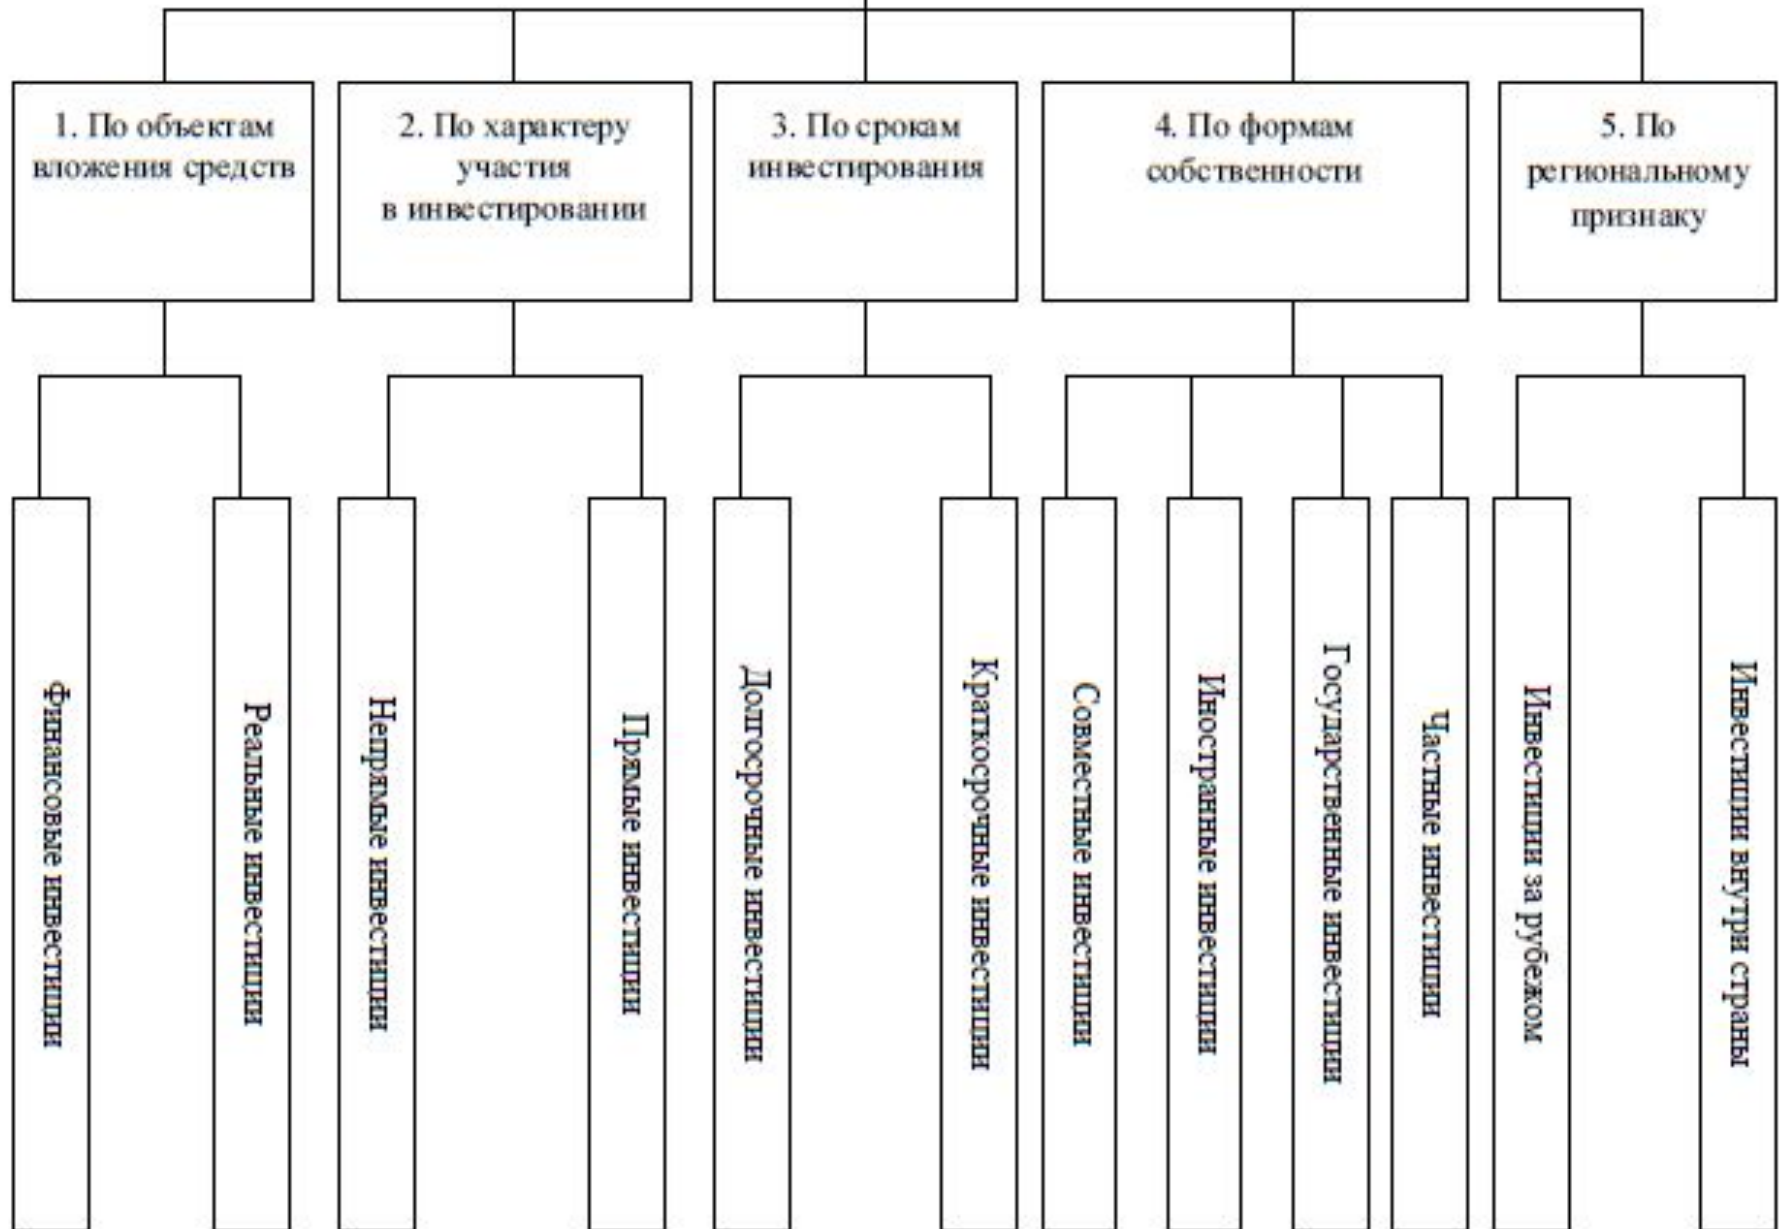 1. По объектам
вложения средств
2. По характеру
участия
в инвестировании
3. По срокам
инвестирования
4. По формам
собственности
5. По
региональному
признаку
Финансовые инвестиции
Реальные инвестиции
Непрямые инвестиции
Прямые инвестиции
Долгосрочные инвестиции
Краткосрочные инвестиции
Совместные инвестиции
Иностранные инвестиции
Государственные инвестиции
Частные инвестиции
Инвестиции за рубежом
Инвестиции внутри страны